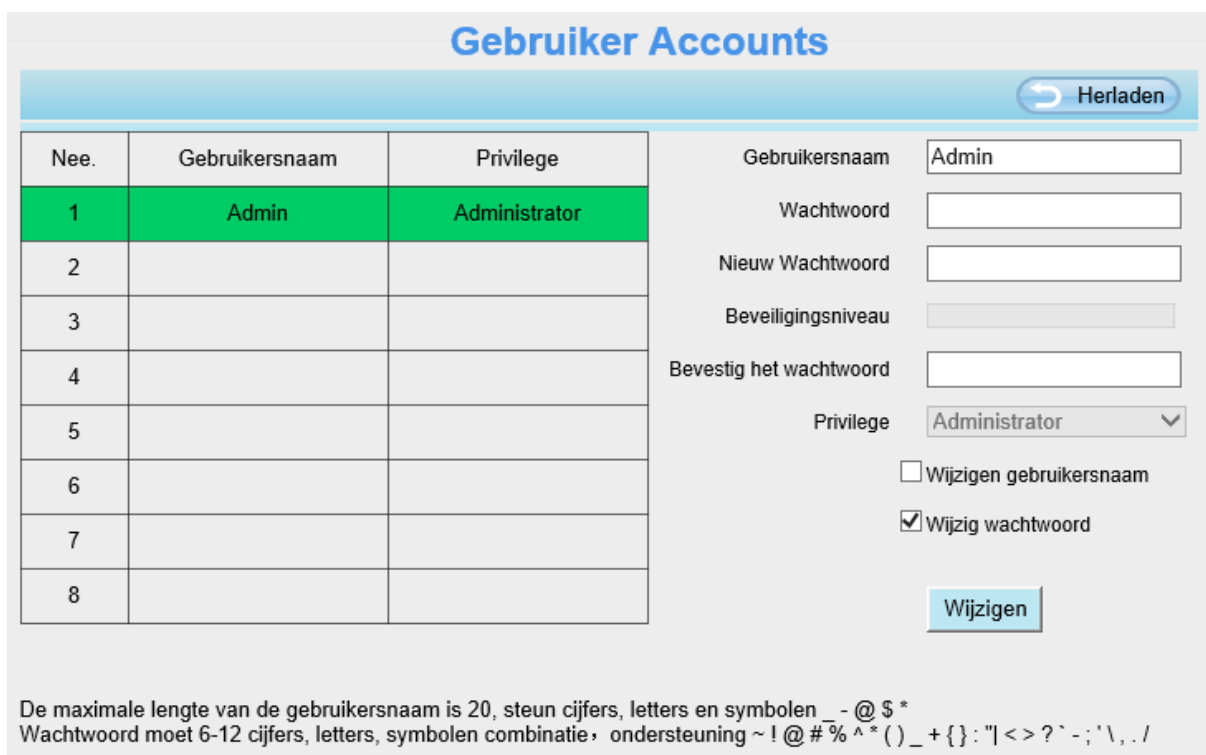 Gebruiker Accounts
Herladen
Nee. Gebruikersnaam Privilege
1 Admin Administrator
2
3
4
5
6
7
8
Gebruikersnaam Admin
Wachtwoord
Nieuw Wachtwoord
Beveiligingsniveau
Bevestig het wachtwoord
Privilege Administrator
Wijzigen gebruikersnaam
Wijzig wachtwoord
Wijzigen
De maximale lengte van de gebruikersnaam is 20, steun cijfers, letters en symbolen _ - @ $ *
Wachtwoord moet 6-12 cijfers, letters, symbolen combinatie，ondersteuning ~ ! @ # % ^ * ( ) _ + { } : "| < > ? ` - ; ' \ , . /